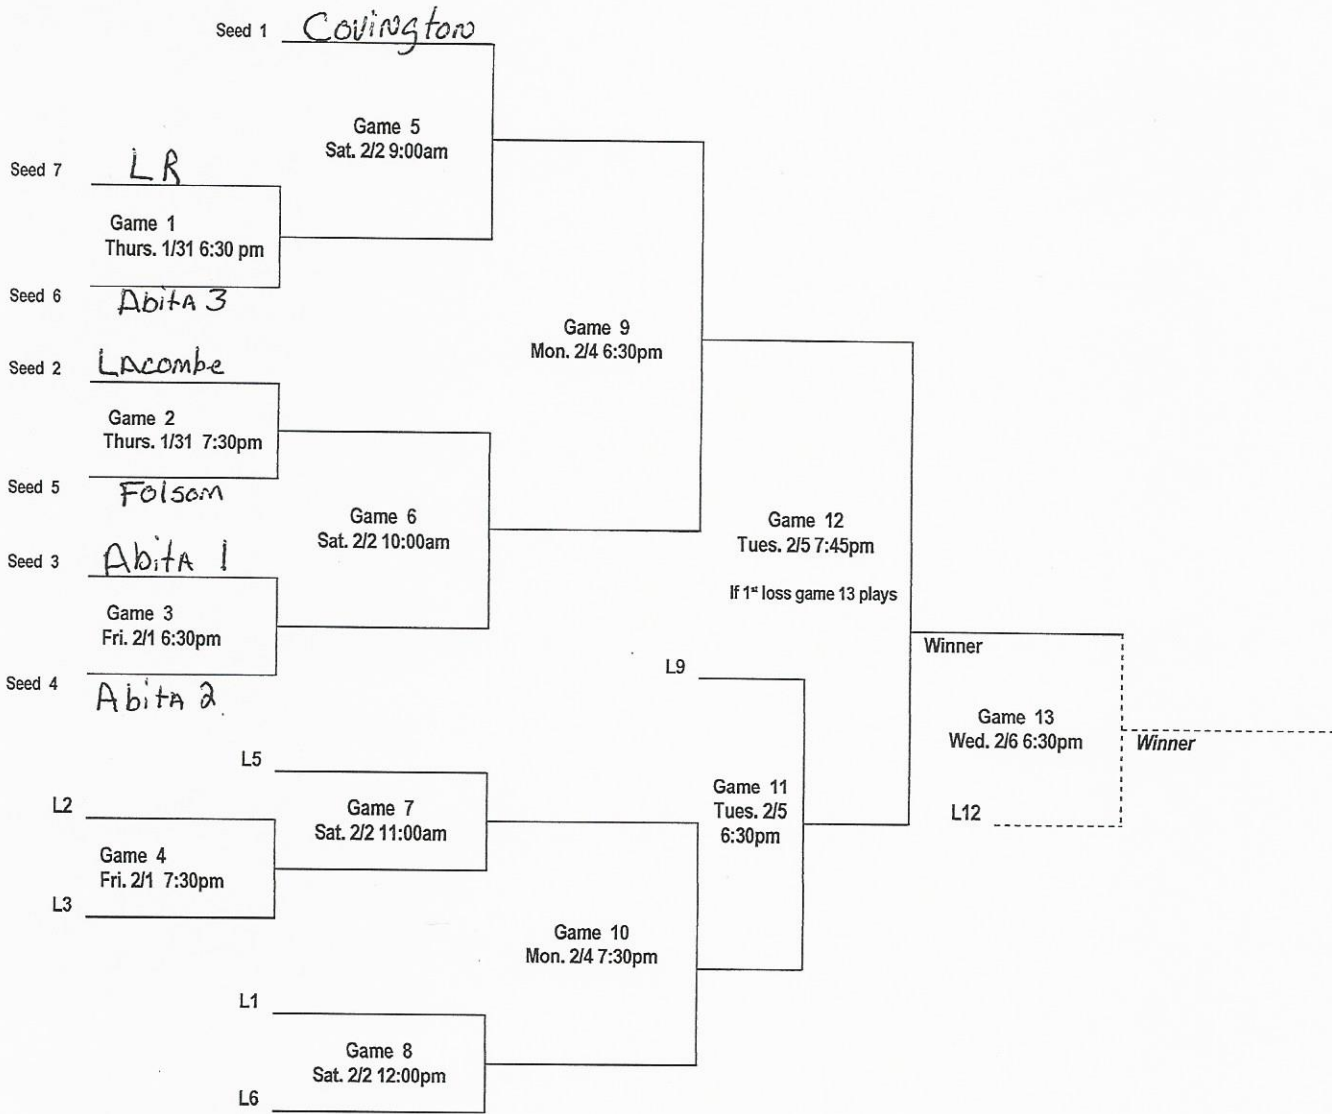 Seed 1 Covington
Game 5
Sat. 2/2 9:00am
Seed 7 LR
Game 1
Thurs. 1/31 6:30 pm
Seed 6 Abita 3
Game 9
Mon. 2/4 6:30pm
Seed 2 Lacombe
Game 2
Thurs. 1/31 7:30pm
Seed 5 Folsom
Game 6
Sat. 2/2 10:00am
Game 12
Tues. 2/5 7:45pm
If 1st loss game 13 plays
Seed 3 Abita 1
Game 3
Fri. 2/1 6:30pm
Seed 4 Abita 2
Winner
L9
Game 13
Wed. 2/6 6:30pm
Winner
L12
L5
Game 7
Sat. 2/2 11:00am
Game 11
Tues. 2/5
6:30pm
L2
Game 4
Fri. 2/1 7:30pm
L3
Game 10
Mon. 2/4 7:30pm
L1
Game 8
Sat. 2/2 12:00pm
L6